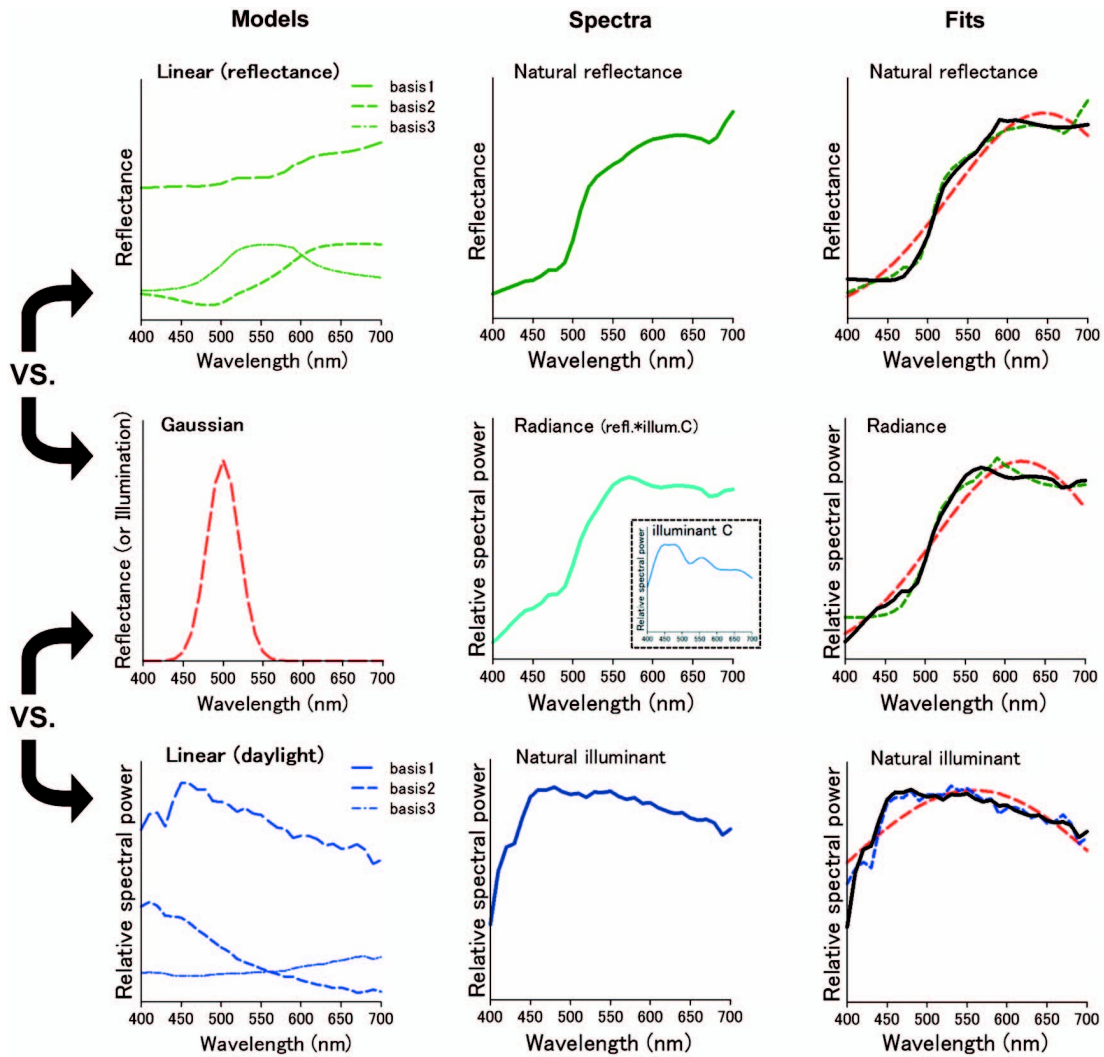 Models
Spectra
Fits
Linear (reflectance)
basis1
basis2
basis3
Reflectance
400 450 500 550 600 650 700
Wavelength (nm)
Natural reflectance
Reflectance
400 450 500 550 600 650 700
Wavelength (nm)
Natural reflectance
Reflectance
400 450 500 550 600 650 700
Wavelength (nm)
VS.
Gaussian
Reflectance (or Illumination)
400 450 500 550 600 650 700
Wavelength (nm)
Radiance (refl.*illum.C)
Relative spectral power
illuminant C
Relative spectral power
400 450 500 550 600 650 700
Wavelength (nm)
400 450 500 550 600 650 700
Wavelength (nm)
Radiance
Relative spectral power
400 450 500 550 600 650 700
Wavelength (nm)
VS.
Linear (daylight)
basis1
basis2
basis3
Relative spectral power
400 450 500 550 600 650 700
Wavelength (nm)
Natural illuminant
Relative spectral power
400 450 500 550 600 650 700
Wavelength (nm)
Natural illuminant
Relative spectral power
400 450 500 550 600 650 700
Wavelength (nm)